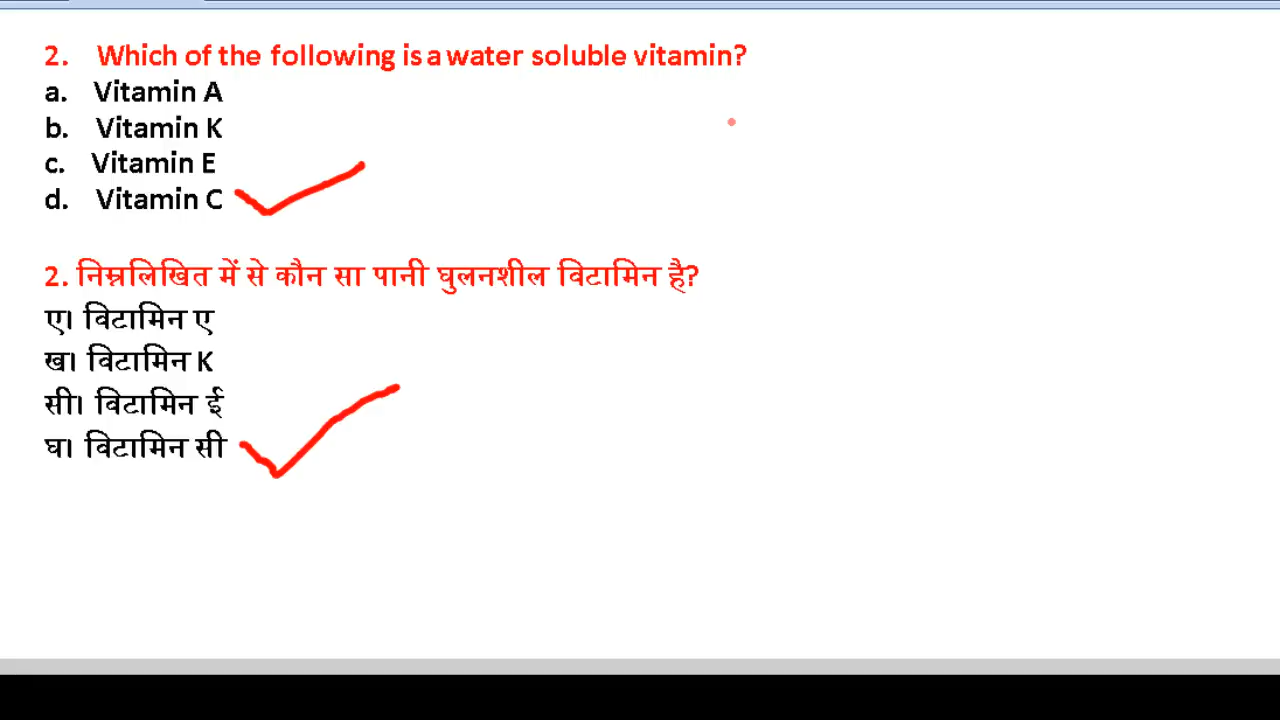 2. Which of the following is a water soluble vitamin?
a. Vitamin A
b. Vitamin K
c. Vitamin E
d. Vitamin C
2. निम्नलिखित में से कौन सा पानी घुलनशील विटामिन है?
ए। विटामिन ए
ख। विटामिन K
सी। विटामिन ई
घ। विटामिन सी